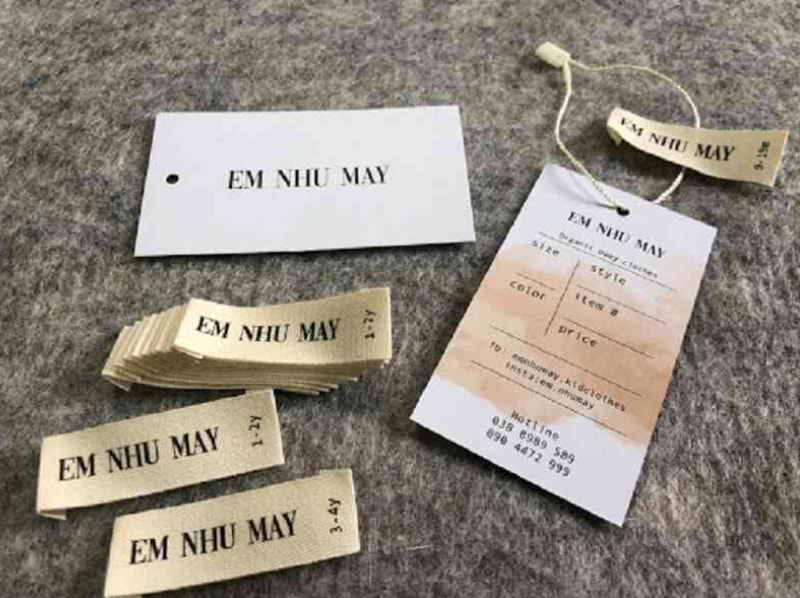 EM NHU MAY
EM NHU MAY
EM NHU MAY
Organic baby clothes
size
style
color
item #
price
fb: emnhumay.kidclothes
insta:em.nhumay
Hotline
038 8989 589
090 4472 999
EM NHU MAY
1-2y
EM NHU MAY
1-2y
EM NHU MAY
3-4y